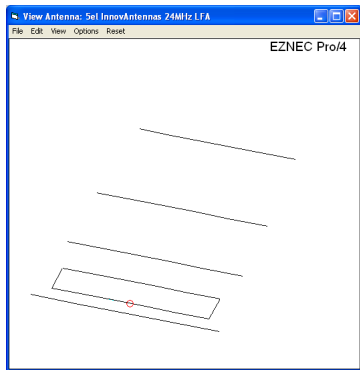 View Antenna: 5el InnovAntennas 24MHz LFA
File Edit View Options Reset
EZNEC Pro/4